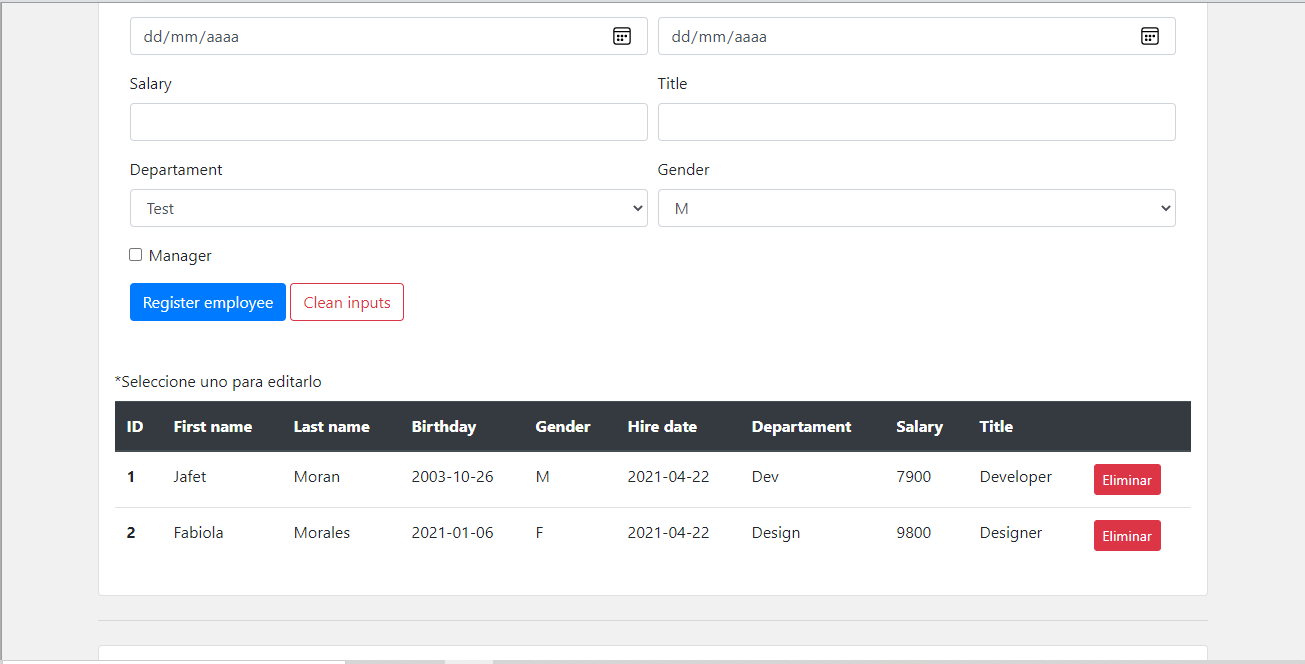 dd/mm/aaaa dd/mm/aaaa
Salary Title
Departament Gender
Test M
Manager
Register employee Clean inputs
*Seleccione uno para editarlo
ID First name Last name Birthday Gender Hire date Departament Salary Title
1 Jafet Moran 2003-10-26 M 2021-04-22 Dev 7900 Developer Eliminar
2 Fabiola Morales 2021-01-06 F 2021-04-22 Design 9800 Designer Eliminar